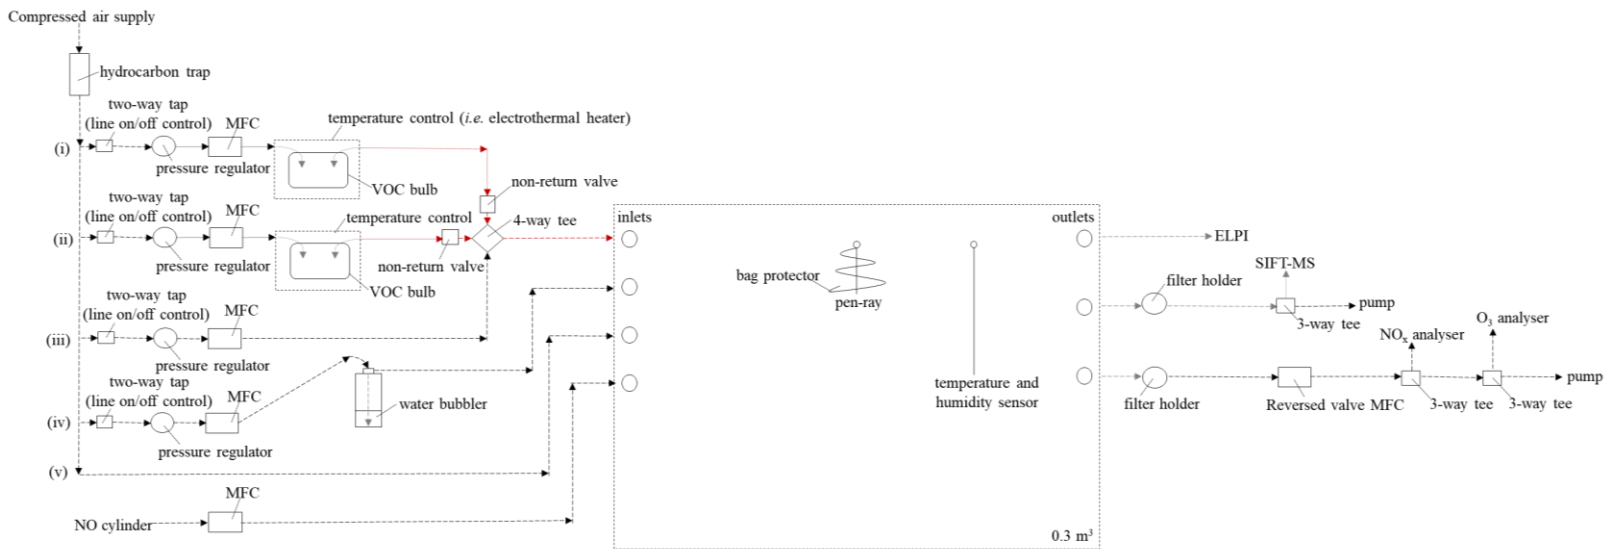 Compressed air supply
hydrocarbon trap
two-way tap
(line on/off control)
MFC
temperature control (i.e. electrothermal heater)
(i)
pressure regulator
VOC bulb
non-return valve
two-way tap
(line on/off control)
MFC
temperature control
4-way tee
(ii)
pressure regulator
non-return valve
VOC bulb
two-way tap
(line on/off control)
MFC
(iii)
pressure regulator
two-way tap
(line on/off control)
MFC
water bubbler
(iv)
pressure regulator
(v)
MFC
NO cylinder
inlets
outlets
bag protector
pen-ray
temperature and
humidity sensor
0.3 m³
ELPI
SIFT-MS
filter holder
pump
3-way tee
O₃ analyser
NOₓ analyser
pump
filter holder
Reversed valve MFC
3-way tee
3-way tee